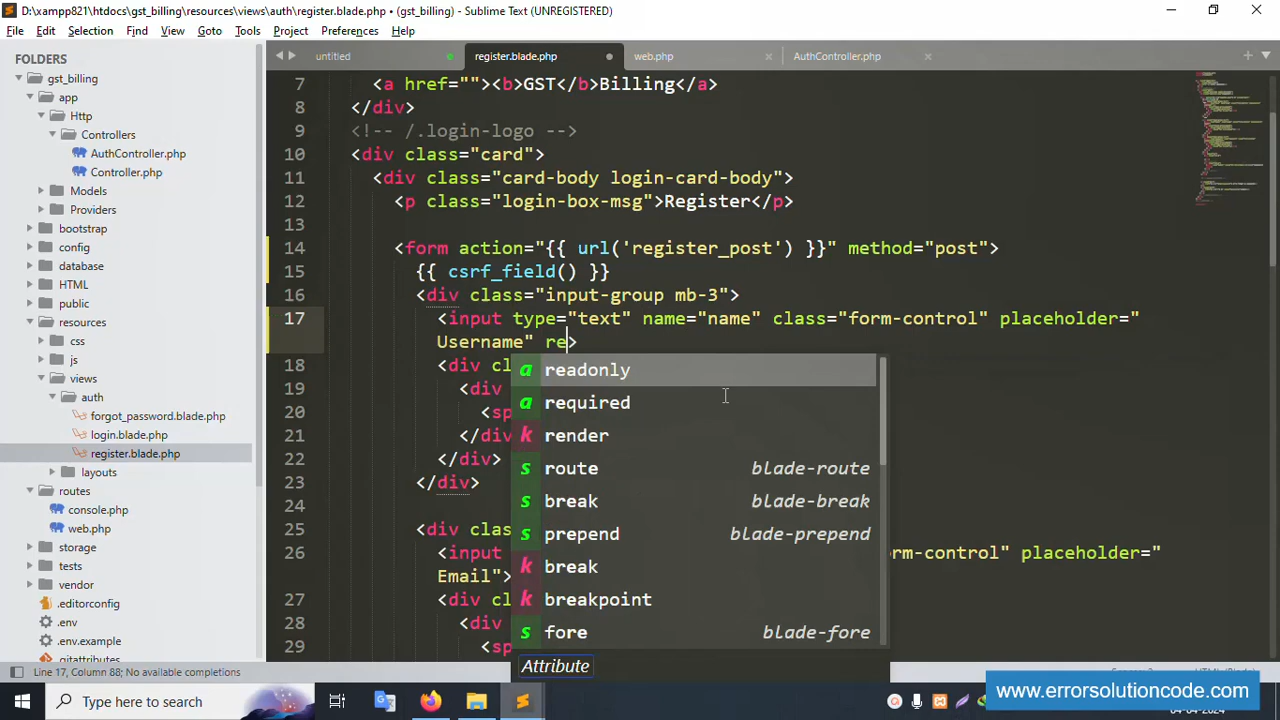 D:\xampp821\htdocs\gst_billing\resources\views\auth\register.blade.php • (gst_billing) - Sublime Text (UNREGISTERED)
File Edit Selection Find View Goto Tools Project Preferences Help
FOLDERS
gst_billing
app
Http
Controllers
AuthController.php
Controller.php
Models
Providers
bootstrap
config
database
HTML
public
resources
css
js
views
auth
forgot_password.blade.php
login.blade.php
register.blade.php
layouts
routes
console.php
web.php
storage
tests
vendor
.editorconfig
.env
.env.example
.gitattributes
untitled register.blade.php web.php AuthController.php
7 <a href=""><b>GST</b>Billing</a>
8 </div>
9 <!-- /.login-logo -->
10 <div class="card">
11 <div class="card-body login-card-body">
12 <p class="login-box-msg">Register</p>
13
14 <form action="{{ url('register_post') }}" method="post">
15 {{ csrf_field() }}
16 <div class="input-group mb-3">
17 <input type="text" name="name" class="form-control" placeholder="
Username" re>
18 <div cl
19 <div
20 <sp
21 </di
22 </div>
23 </div>
24
25 <div clas
26 <input rm-control" placeholder="
Email">
27 <div cl
28 <div
29 <sp
a readonly
a required
k render
s route blade-route
s break blade-break
s prepend blade-prepend
k break
k breakpoint
s fore blade-fore
Attribute
Line 17, Column 88; No available completions
Type here to search
www.errorsolutioncode.com
04-04-2024